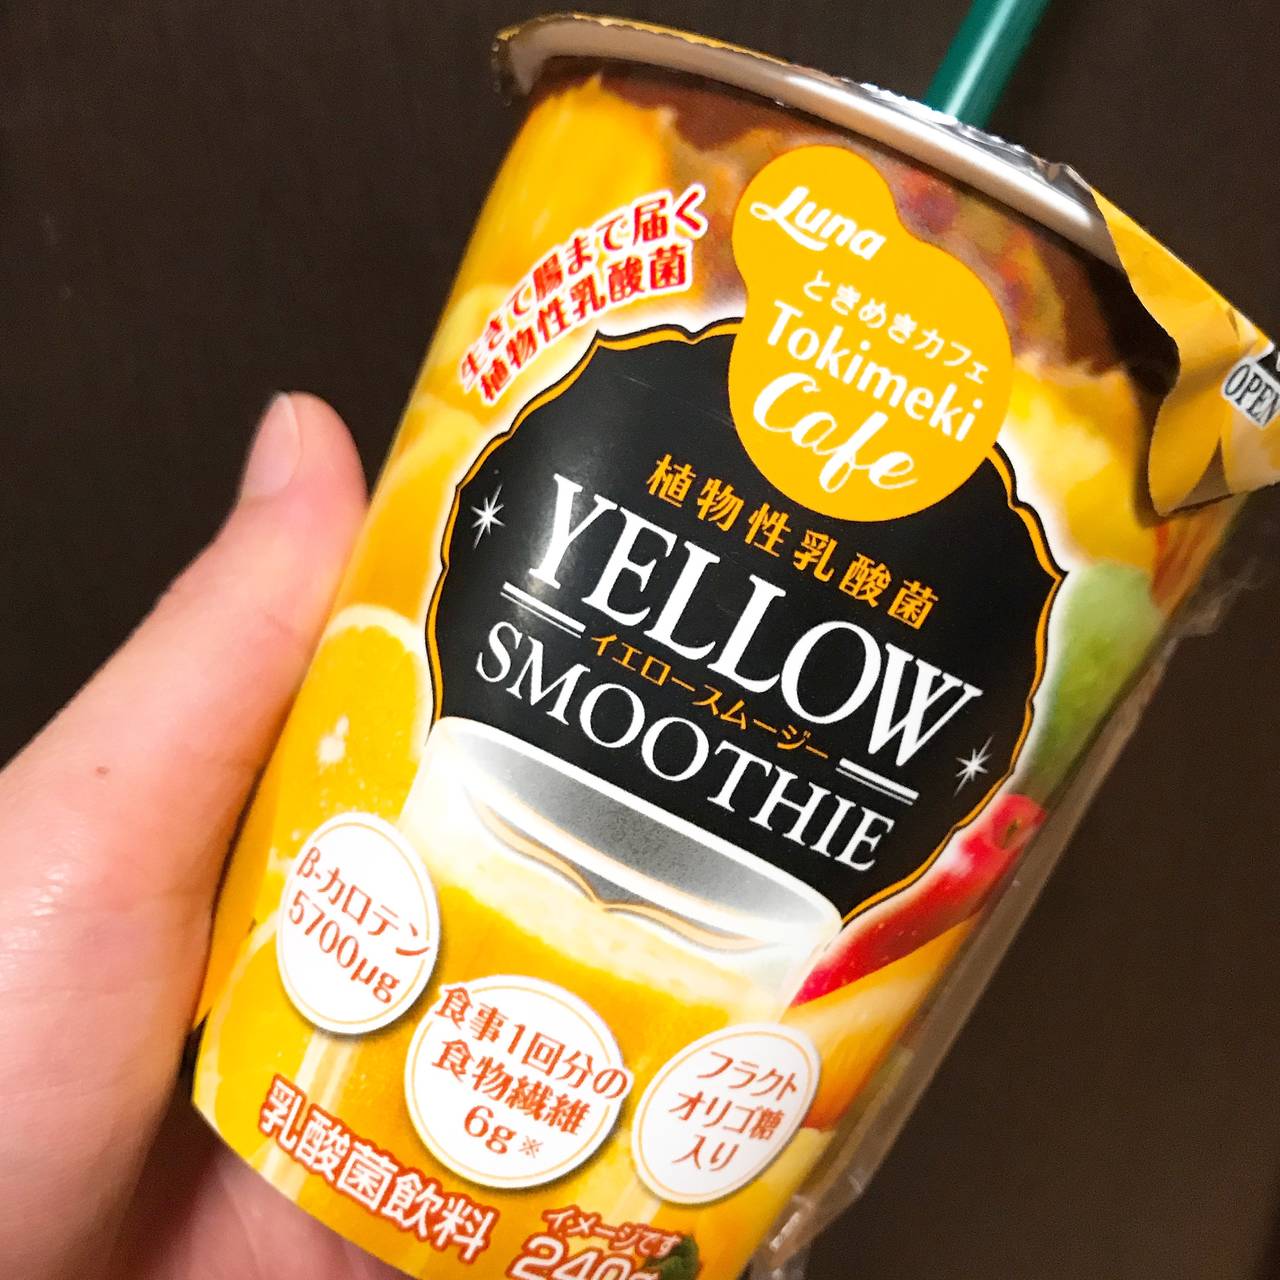 Luna
ときめきカフェ
Tokimeki
Cafe
生きて腸まで届く
植物性乳酸菌
植物性乳酸菌
YELLOW
イエロースムージー
SMOOTHIE
β-カロテン
5700μg
食事1回分の
食物繊維
6g※
フラクト
オリゴ糖
入り
乳酸菌飲料
イメージです
240g
OPEN